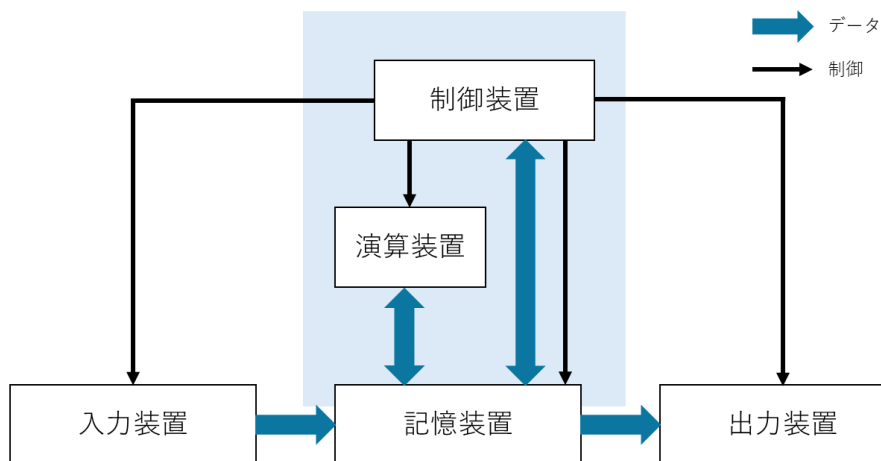 データ
制御
制御装置
演算装置
入力装置
記憶装置
出力装置